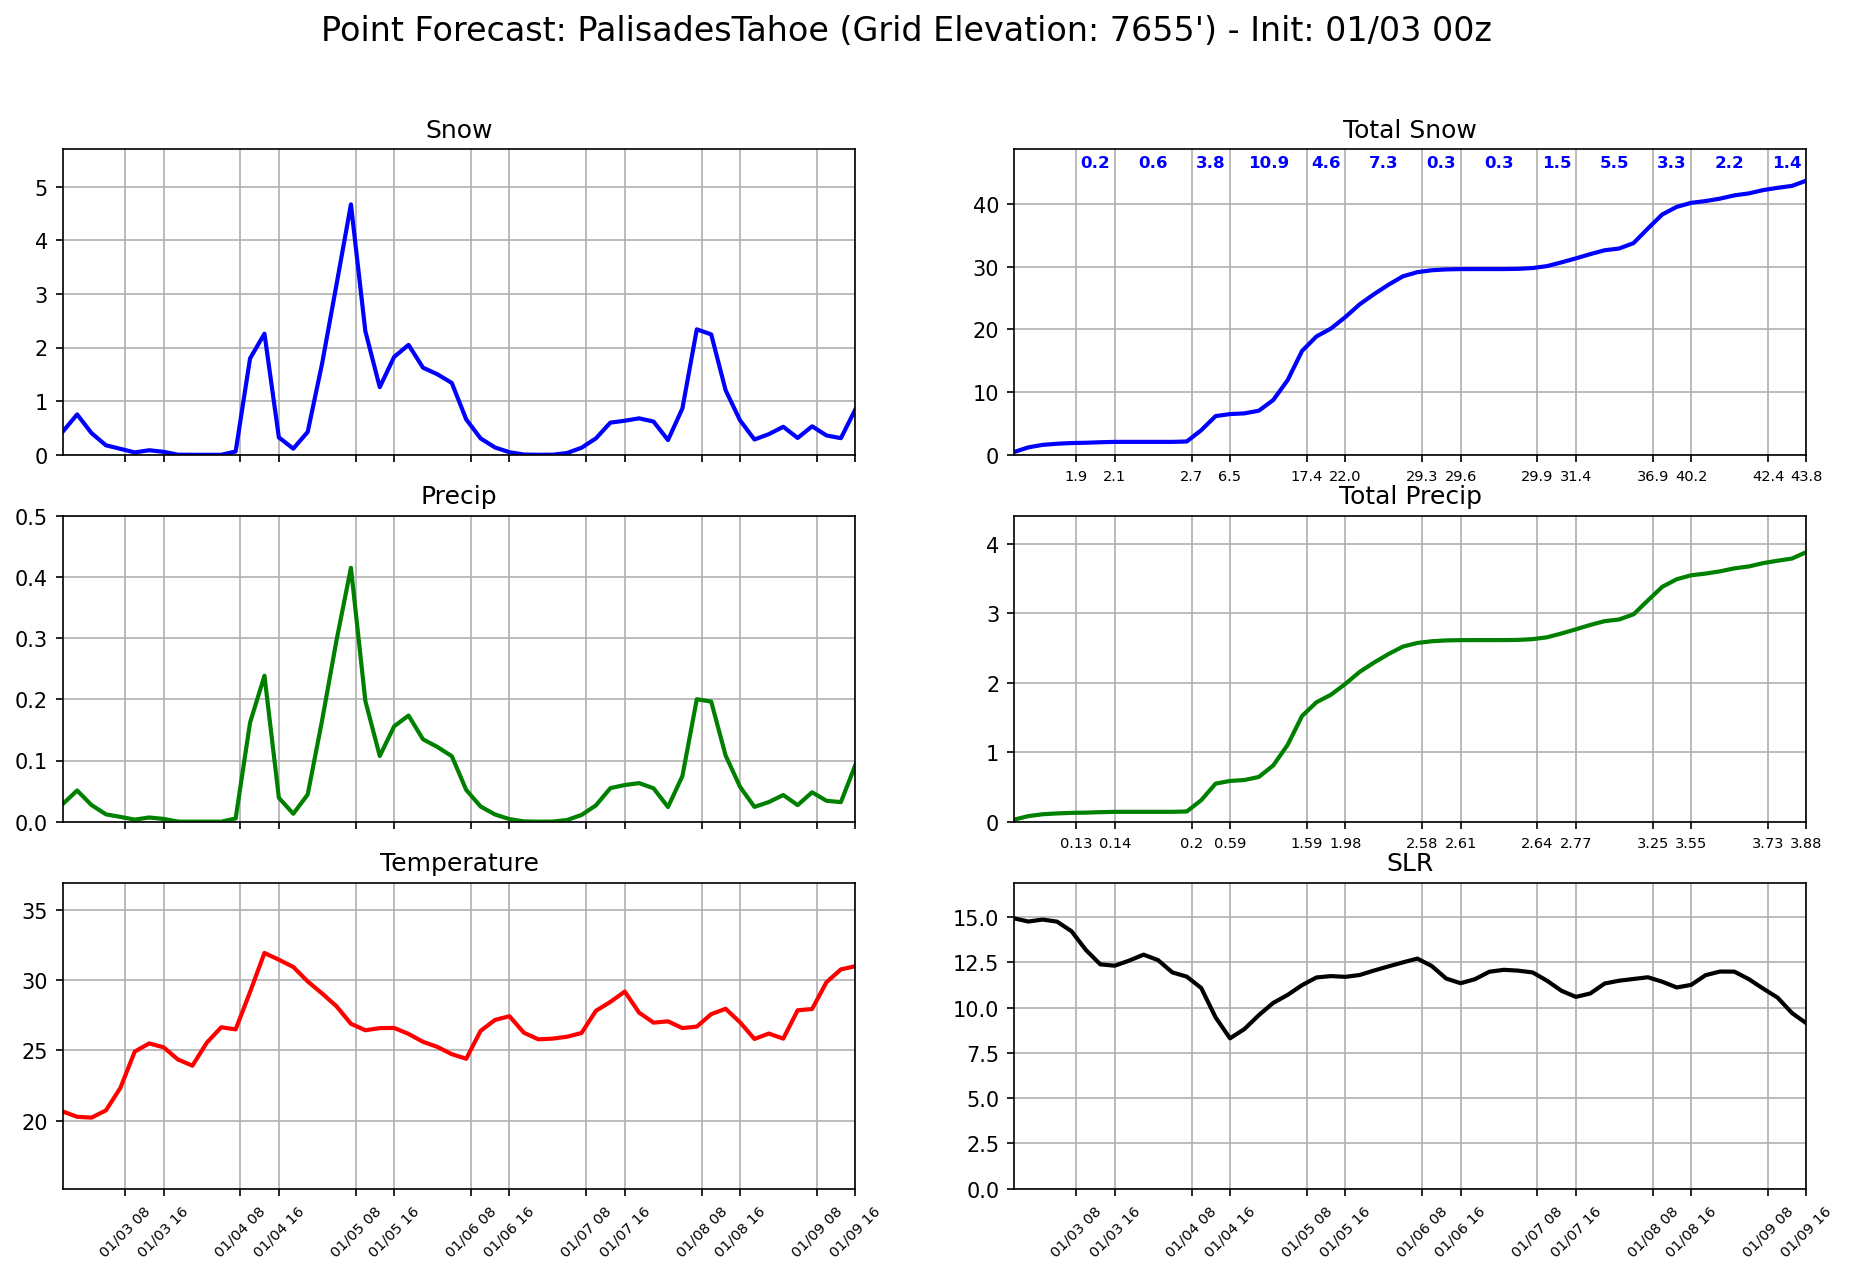 Point Forecast: PalisadesTahoe (Grid Elevation: 7655') - Init: 01/03 00z
Snow
5
4
3
2
1
0
Total Snow
0.2 0.6 3.8 10.9 4.6 7.3 0.3 0.3 1.5 5.5 3.3 2.2 1.4
40
30
20
10
0
1.9 2.1 2.7 6.5 17.4 22.0 29.3 29.6 29.9 31.4 36.9 40.2 42.4 43.8
Precip
0.5
0.4
0.3
0.2
0.1
0.0
Total Precip
4
3
2
1
0
0.13 0.14 0.2 0.59 1.59 1.98 2.58 2.61 2.64 2.77 3.25 3.55 3.73 3.88
Temperature
35
30
25
20
01/03 08 01/03 16 01/04 08 01/04 16 01/05 08 01/05 16 01/06 08 01/06 16 01/07 08 01/07 16 01/08 08 01/08 16 01/09 08 01/09 16
SLR
15.0
12.5
10.0
7.5
5.0
2.5
0.0
01/03 08 01/03 16 01/04 08 01/04 16 01/05 08 01/05 16 01/06 08 01/06 16 01/07 08 01/07 16 01/08 08 01/08 16 01/09 08 01/09 16